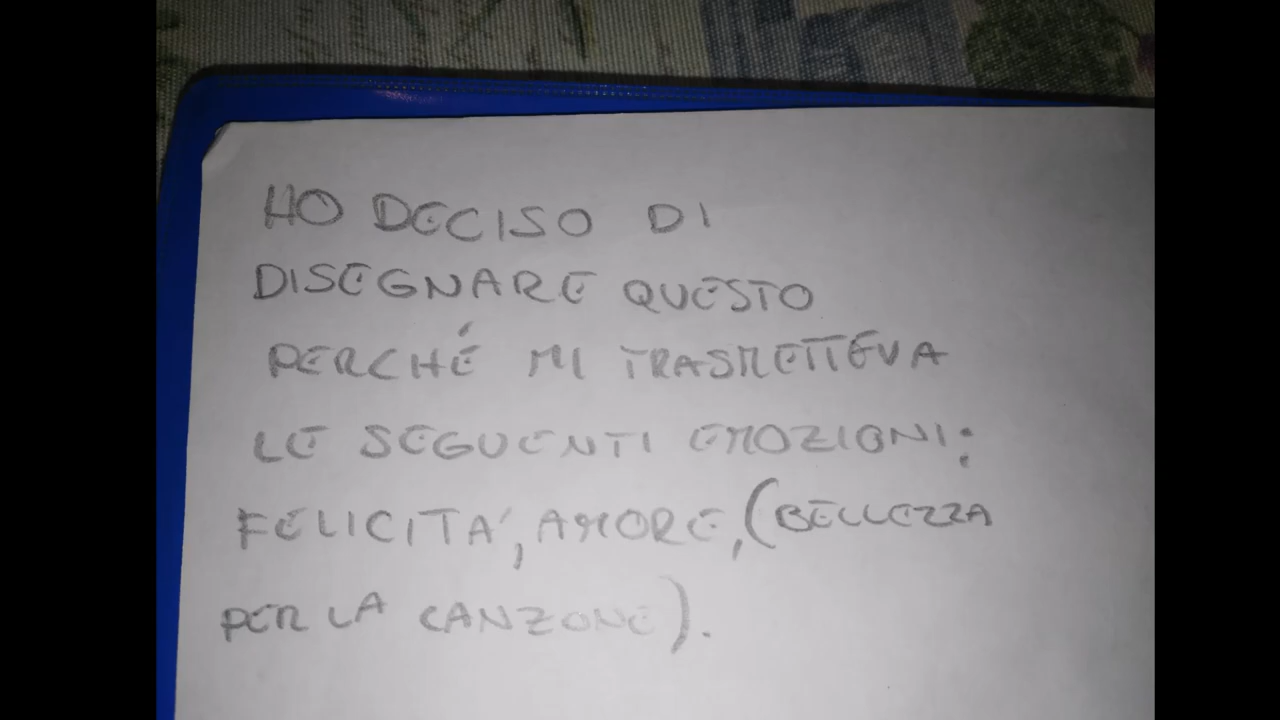 HO DECISO DI
DISEGNARE QUESTO
PERCHÉ MI TRASMETTEVA
LE SEGUENTI EMOZIONI:
FELICITA', AMORE, (BELLEZZA
PER LA CANZONE).